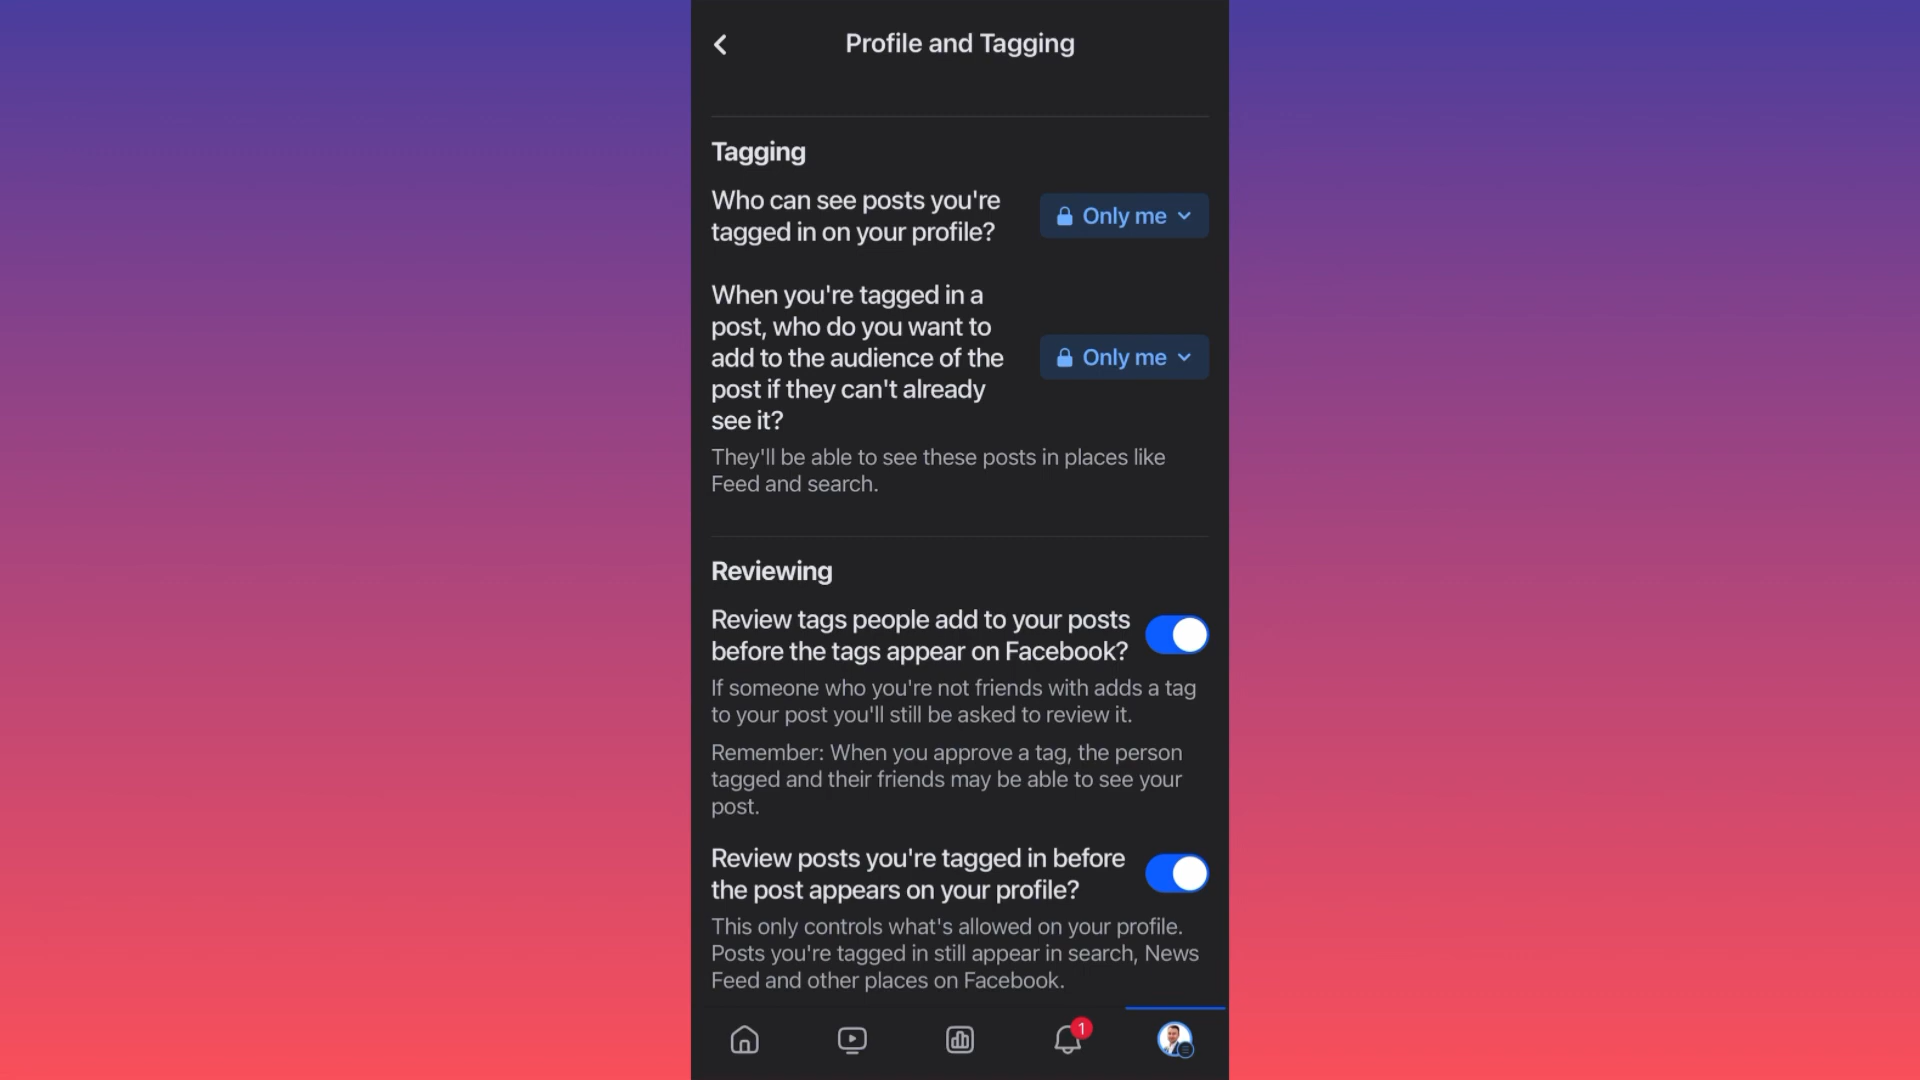 Profile and Tagging
Tagging
Who can see posts you're
tagged in on your profile?
Only me
When you're tagged in a
post, who do you want to
add to the audience of the
post if they can't already
see it?
Only me
They'll be able to see these posts in places like
Feed and search.
Reviewing
Review tags people add to your posts
before the tags appear on Facebook?
If someone who you're not friends with adds a tag
to your post you'll still be asked to review it.
Remember: When you approve a tag, the person
tagged and their friends may be able to see your
post.
Review posts you're tagged in before
the post appears on your profile?
This only controls what's allowed on your profile.
Posts you're tagged in still appear in search, News
Feed and other places on Facebook.
1